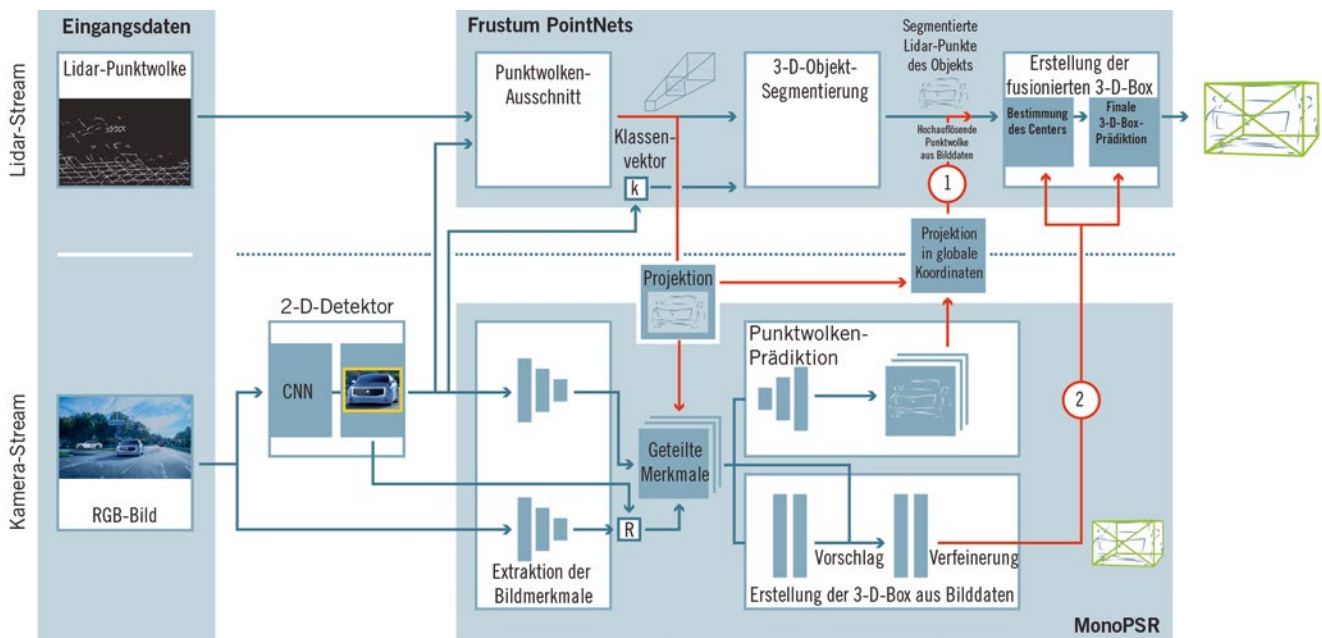 Eingangsdaten
Frustum PointNets
Lidar-Stream
Lidar-Punktwolke
Punktwolken-
Ausschnitt
Klassen-
vektor
k
3-D-Objekt-
Segmentierung
Segmentierte
Lidar-Punkte
des Objekts
Hochauflösende
Punktwolke
aus Bilddaten
1
Erstellung der
fusionierten 3-D-Box
Bestimmung
des Centers
Finale
3-D-Box-
Prädiktion
Projektion
in globale
Koordinaten
Projektion
Kamera-Stream
RGB-Bild
2-D-Detektor
CNN
Extraktion der
Bildmerkmale
R
Geteilte
Merkmale
Punktwolken-
Prädiktion
2
Vorschlag
Verfeinerung
Erstellung der 3-D-Box aus Bilddaten
MonoPSR